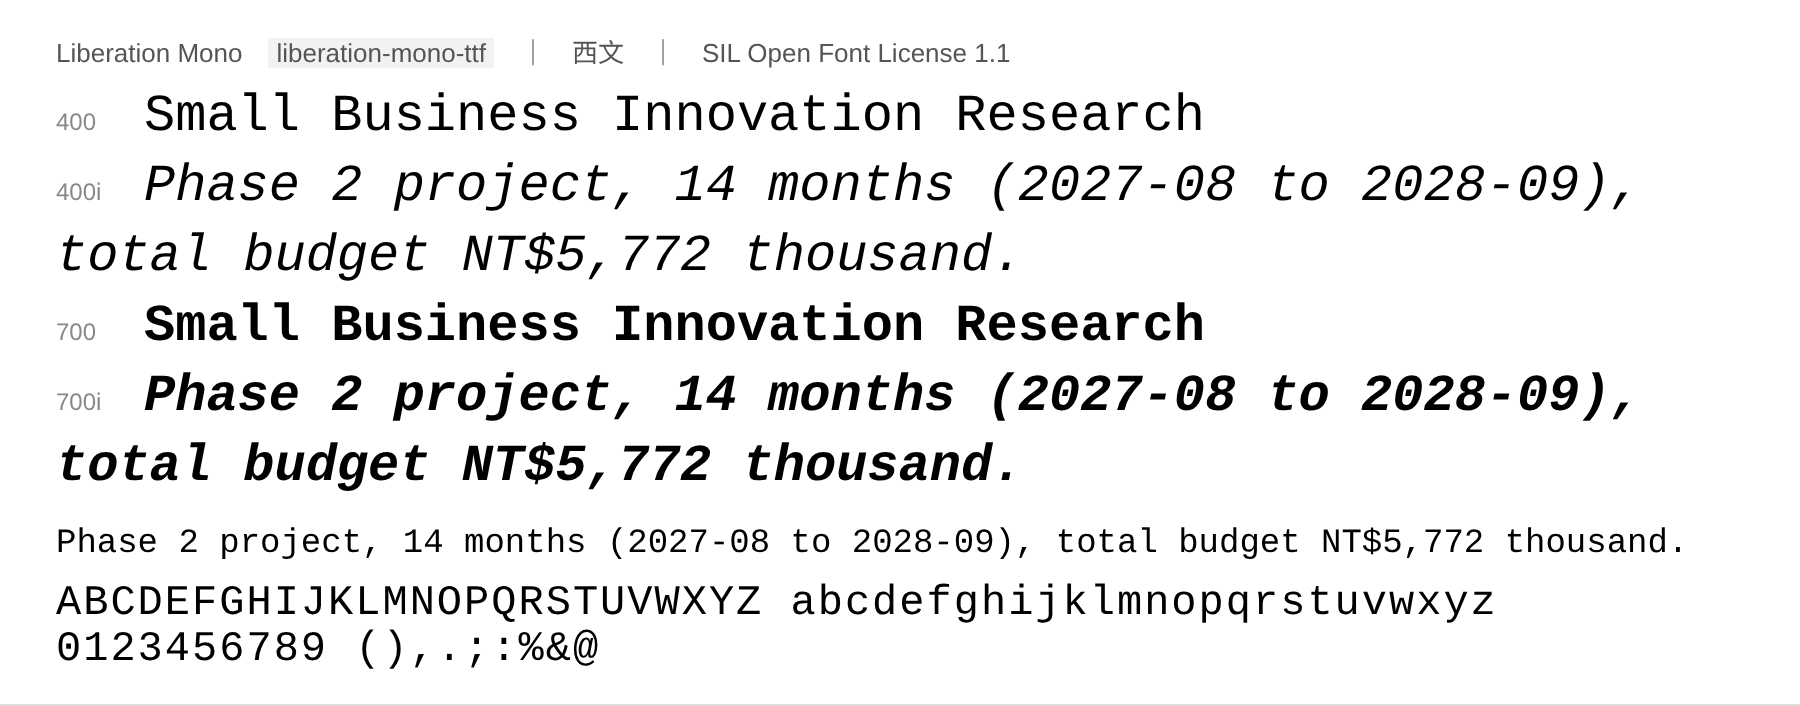 Liberation Mono liberation-mono-ttf | 西文 | SIL Open Font License 1.1
400 Small Business Innovation Research
400i Phase 2 project, 14 months (2027-08 to 2028-09),
total budget NT$5,772 thousand.
700 Small Business Innovation Research
700i Phase 2 project, 14 months (2027-08 to 2028-09),
total budget NT$5,772 thousand.
Phase 2 project, 14 months (2027-08 to 2028-09), total budget NT$5,772 thousand.
ABCDEFGHIJKLMNOPQRSTUVWXYZ abcdefghijklmnopqrstuvwxyz
0123456789 (),.;:%&@